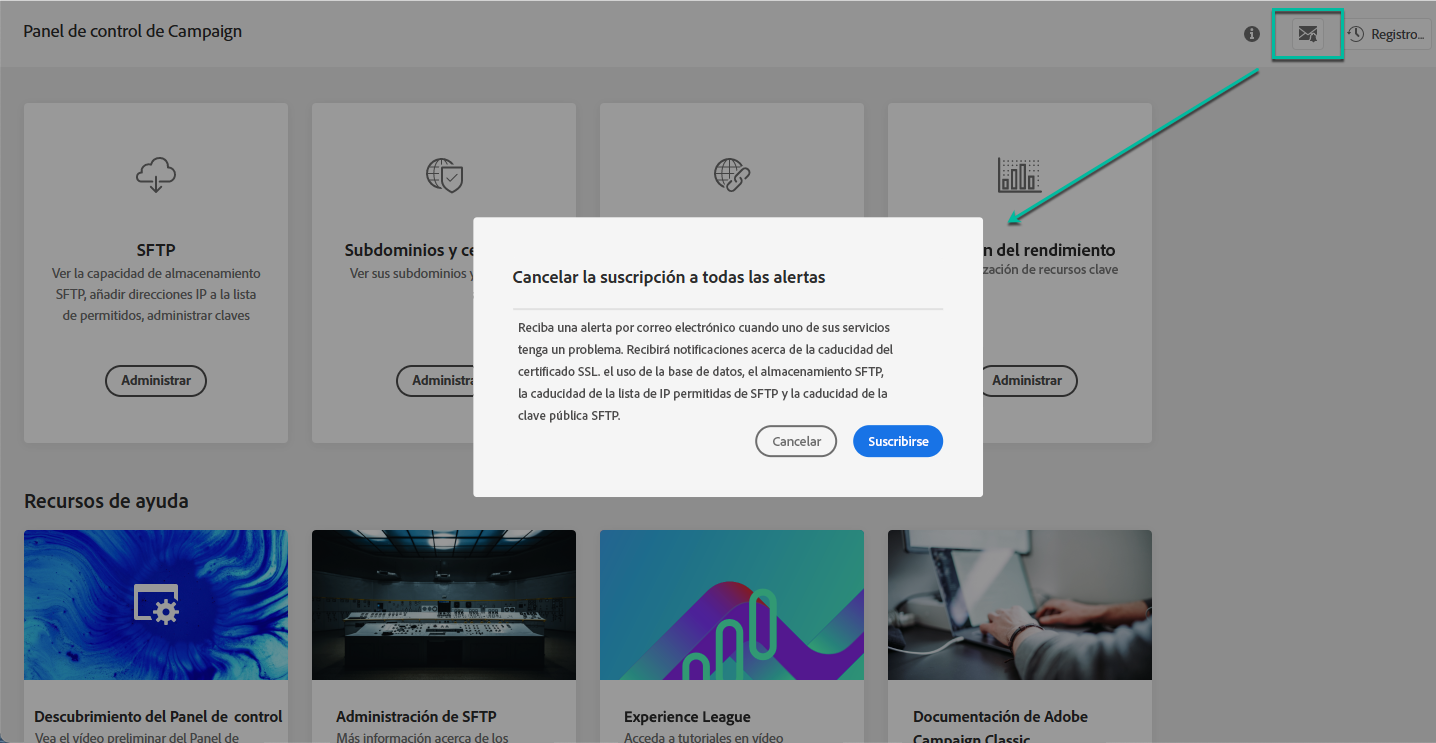 Panel de control de Campaign
Registro...
SFTP
Ver la capacidad de almacenamiento
SFTP, añadir direcciones IP a la lista
de permitidos, administrar claves
Administrar
Subdominios y ce
Ver sus subdominios y
Administra
n del rendimiento
zación de recursos clave
Administrar
Cancelar la suscripción a todas las alertas
Reciba una alerta por correo electrónico cuando uno de sus servicios
tenga un problema. Recibirá notificaciones acerca de la caducidad del
certificado SSL. el uso de la base de datos, el almacenamiento SFTP,
la caducidad de la lista de IP permitidas de SFTP y la caducidad de la
clave pública SFTP.
Cancelar
Suscribirse
Recursos de ayuda
Descubrimiento del Panel de control
Vea el vídeo preliminar del Panel de
Administración de SFTP
Más información acerca de los
Experience League
Acceda a tutoriales en vídeo
Documentación de Adobe
Campaign Classic